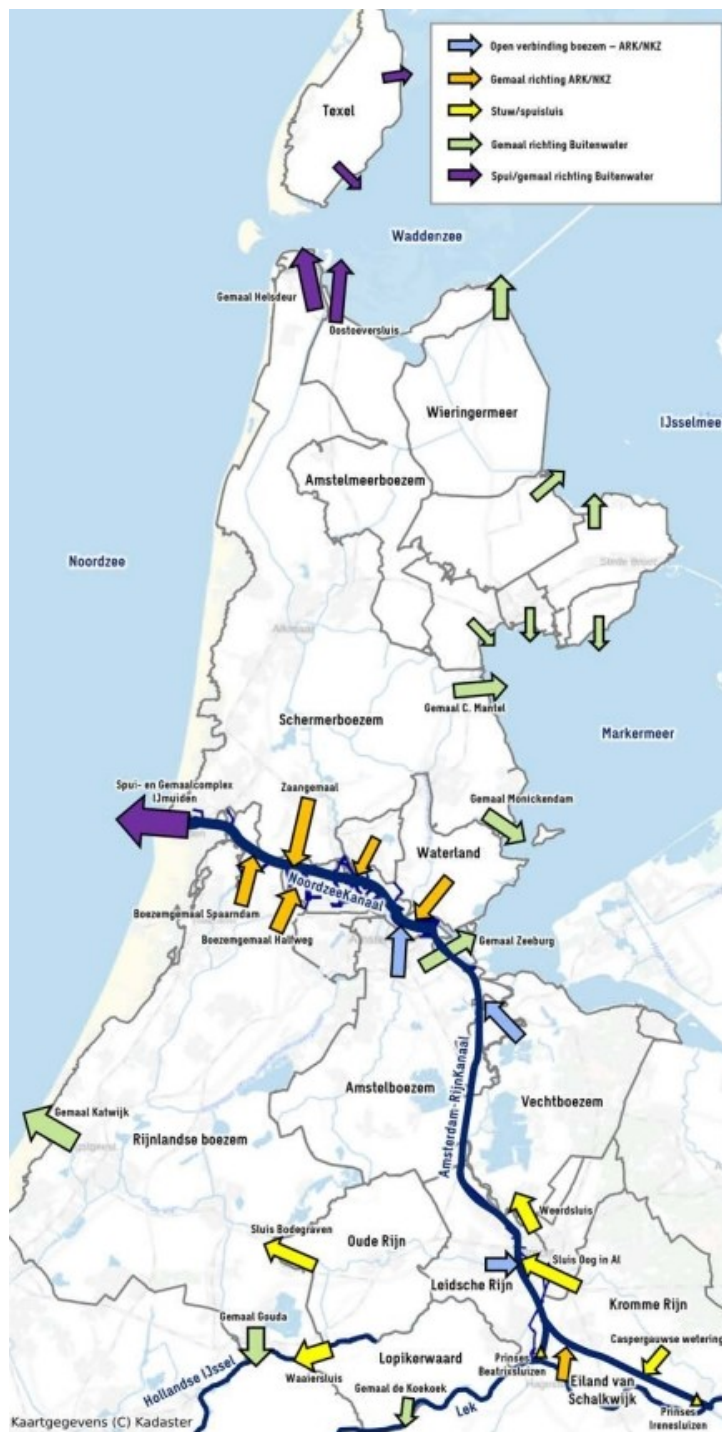 Open verbinding boezem – ARK/NKZ
Gemaal richting ARK/NKZ
Stuw/spuisluis
Gemaal richting Buitenwater
Spui/gemaal richting Buitenwater
Texel
Waddenzee
Gemaal Helsdeur
Oostoeversluis
Wieringermeer
IJsselmeer
Amstelmeerboezem
Noordzee
Stede Broec
Alkmaar
Gemaal C. Mantel
Schermerboezem
Markermeer
Spui- en Gemaalcomplex
IJmuiden
Zaangemaal
Gemaal Monickendam
Waterland
NoordzeeKanaal
Boezemgemaal Spaarndam
Boezemgemaal Halfweg
Gemaal Zeeburg
Amsterdam-RijnKanaal
Amstelboezem
Vechtboezem
Gemaal Katwijk
Rijnlandse boezem
Weerdsluis
Sluis Bodegraven
Oude Rijn
Sluis Oog in Al
Leidsche Rijn
Kromme Rijn
Gemaal Gouda
Caspergauwse wetering
Lopikerwaard
Prinses
Beatrixsluizen
Waaiersluis
Hollandse IJssel
Gemaal de Koekoek
Eiland van
Schalkwijk
Lek
Prinses
Irenesluizen
Kaartgegevens (C) Kadaster